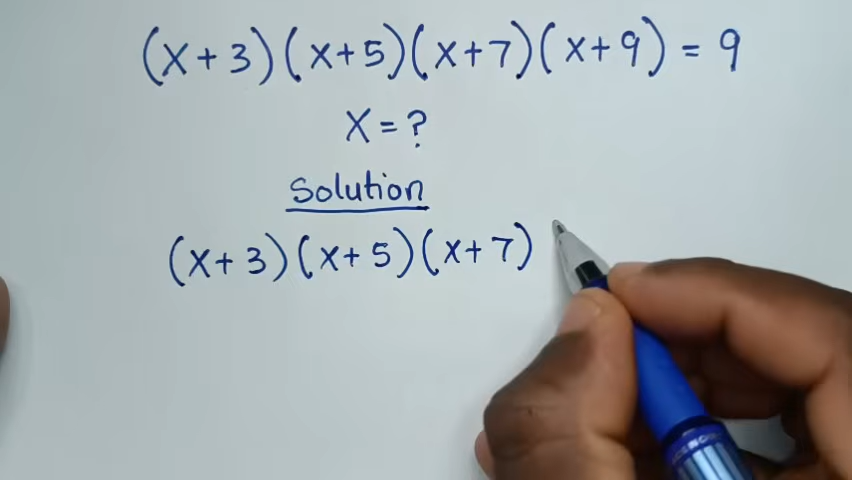 (x+3)(x+5)(x+7)(x+9) = 9
X = ?
Solution
(x+3)(x+5)(x+7)